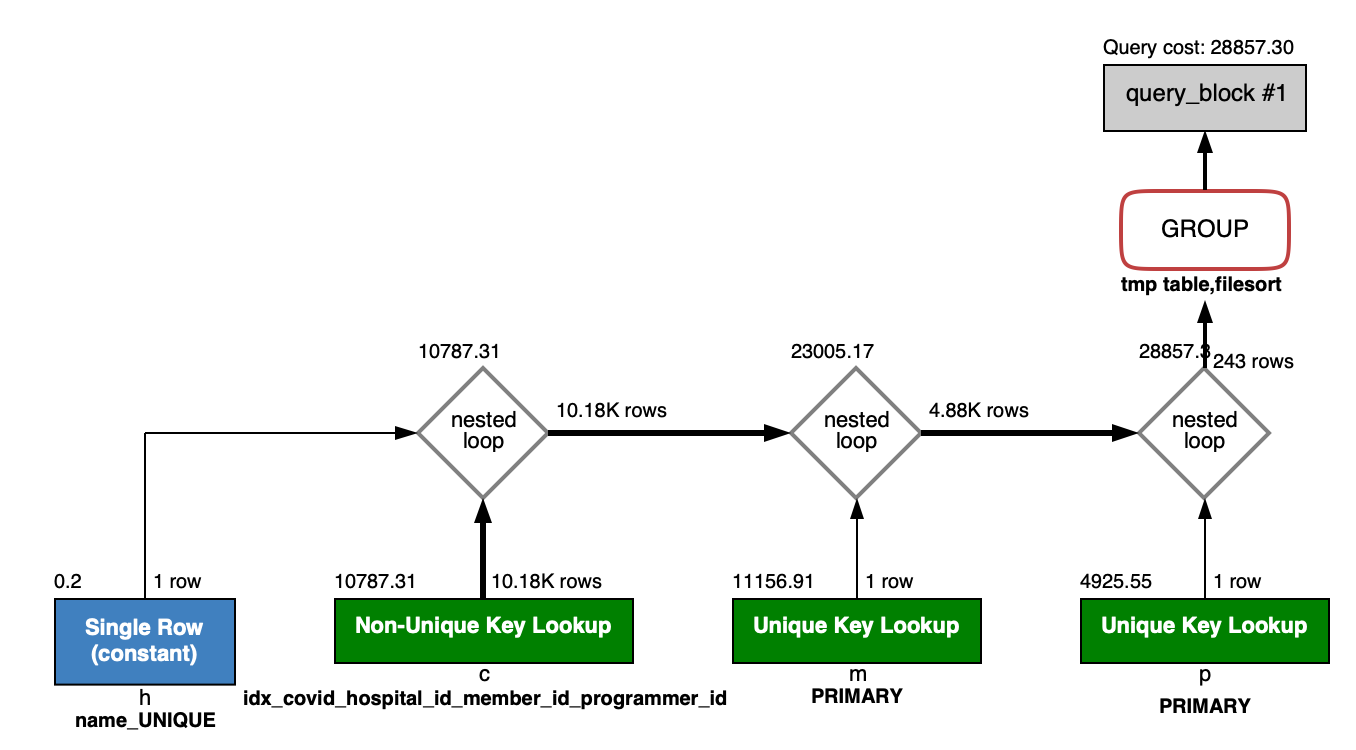 Query cost: 28857.30
query_block #1
GROUP
tmp table,filesort
10787.31
23005.17
28857.3
243 rows
nested
loop
10.18K rows
nested
loop
4.88K rows
nested
loop
0.2
1 row
10787.31
10.18K rows
11156.91
1 row
4925.55
1 row
Single Row
(constant)
Non-Unique Key Lookup
Unique Key Lookup
Unique Key Lookup
h
name_UNIQUE
c
idx_covid_hospital_id_member_id_programmer_id
m
PRIMARY
p
PRIMARY